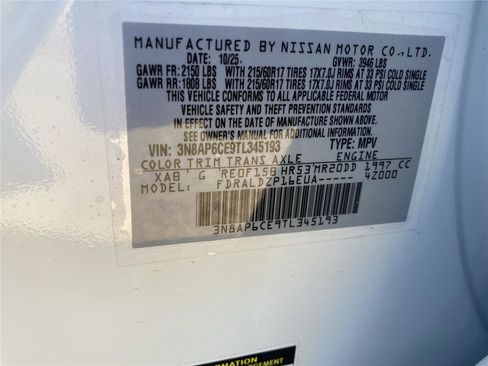 MANUFACTURED BY NISSAN MOTOR CO.,LTD.
DATE: 10/25. GVWR: 3946 LBS
GAWR FR: 2150 LBS WITH 215/60R17 TIRES 17X7.0J RIMS AT 33 PSI COLD SINGLE
GAWR RR: 1808 LBS WITH 215/60R17 TIRES 17X7.0J RIMS AT 33 PSI COLD SINGLE
THIS VEHICLE CONFORMS TO ALL APPLICABLE FEDERAL MOTOR
VEHICLE SAFETY AND THEFT PREVENTION STANDARDS
IN EFFECT ON THE DATE OF MANUFACTURE SHOWN ABOVE.
SEE OWNER'S MANUAL FOR ADDITIONAL INFORMATION.
VIN: 3N8AP6CE9TL345193 TYPE: MPV
COLOR TRIM TRANS AXLE ENGINE
XAB G RE0F15B HR53 MR20DD 1997 CC
MODEL: FDRALDZP16EUA- 4Z000
3N8AP6CE9TL345193